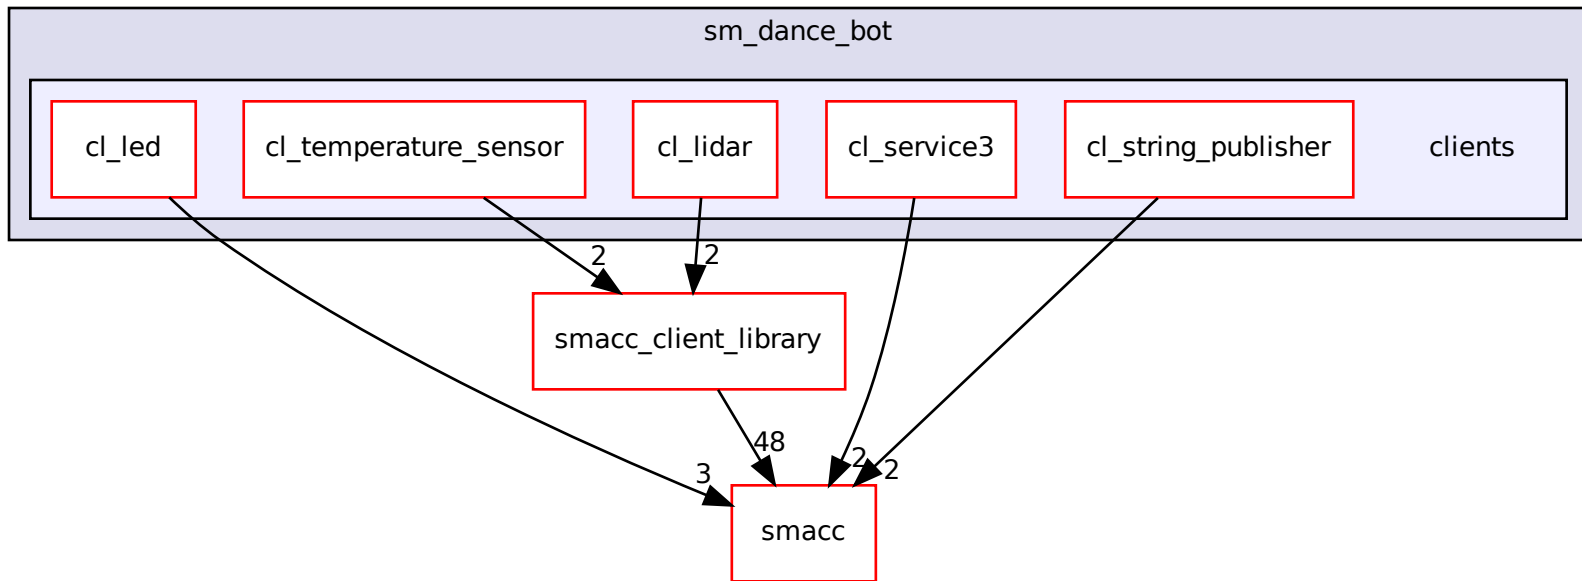 sm_dance_bot
cl_led
cl_temperature_sensor
cl_lidar
cl_service3
cl_string_publisher
clients
2
2
smacc_client_library
48
3
2
2
smacc